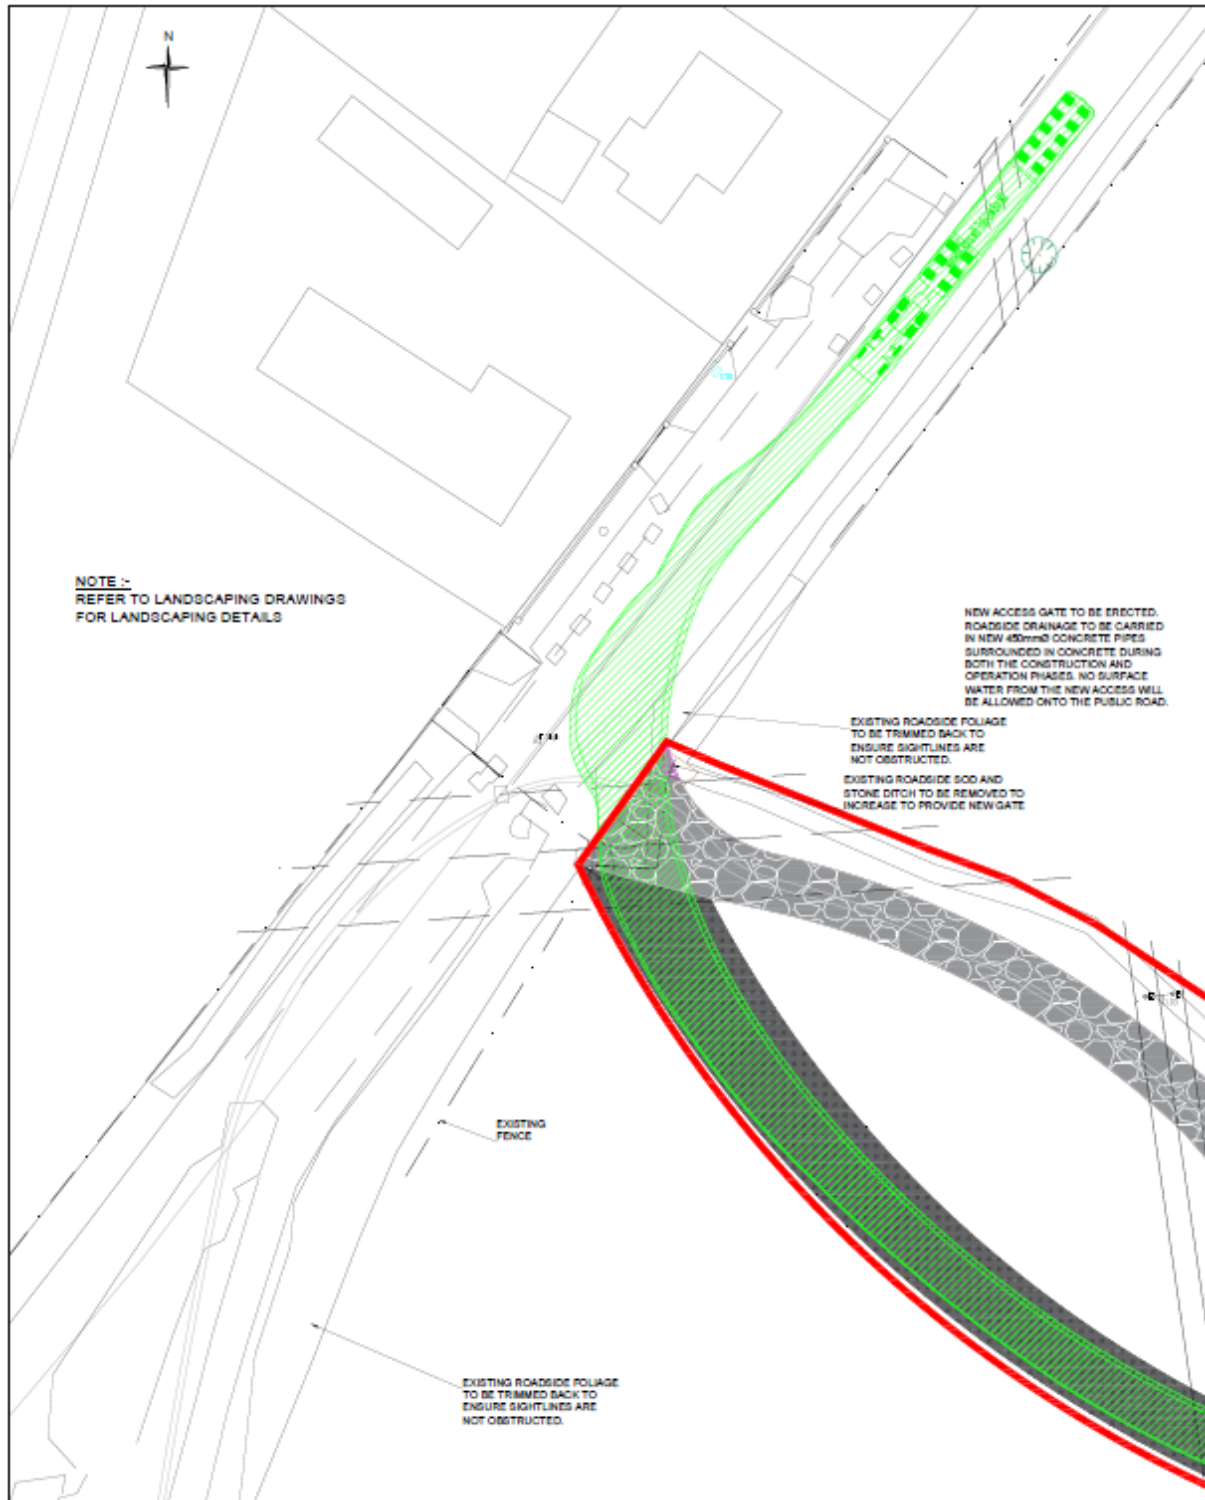 N
NOTE :-
REFER TO LANDSCAPING DRAWINGS
FOR LANDSCAPING DETAILS
NEW ACCESS GATE TO BE ERECTED.
ROADSIDE DRAINAGE TO BE CARRIED
IN NEW 450mmØ CONCRETE PIPES
SURROUNDED IN CONCRETE DURING
BOTH THE CONSTRUCTION AND
OPERATION PHASES. NO SURFACE
WATER FROM THE NEW ACCESS WILL
BE ALLOWED ONTO THE PUBLIC ROAD.
EXISTING ROADSIDE FOLIAGE
TO BE TRIMMED BACK TO
ENSURE SIGHTLINES ARE
NOT OBSTRUCTED.
EXISTING ROADSIDE SOD AND
STONE DITCH TO BE REMOVED TO
INCREASE TO PROVIDE NEW GATE
EXISTING
FENCE
EXISTING ROADSIDE FOLIAGE
TO BE TRIMMED BACK TO
ENSURE SIGHTLINES ARE
NOT OBSTRUCTED.